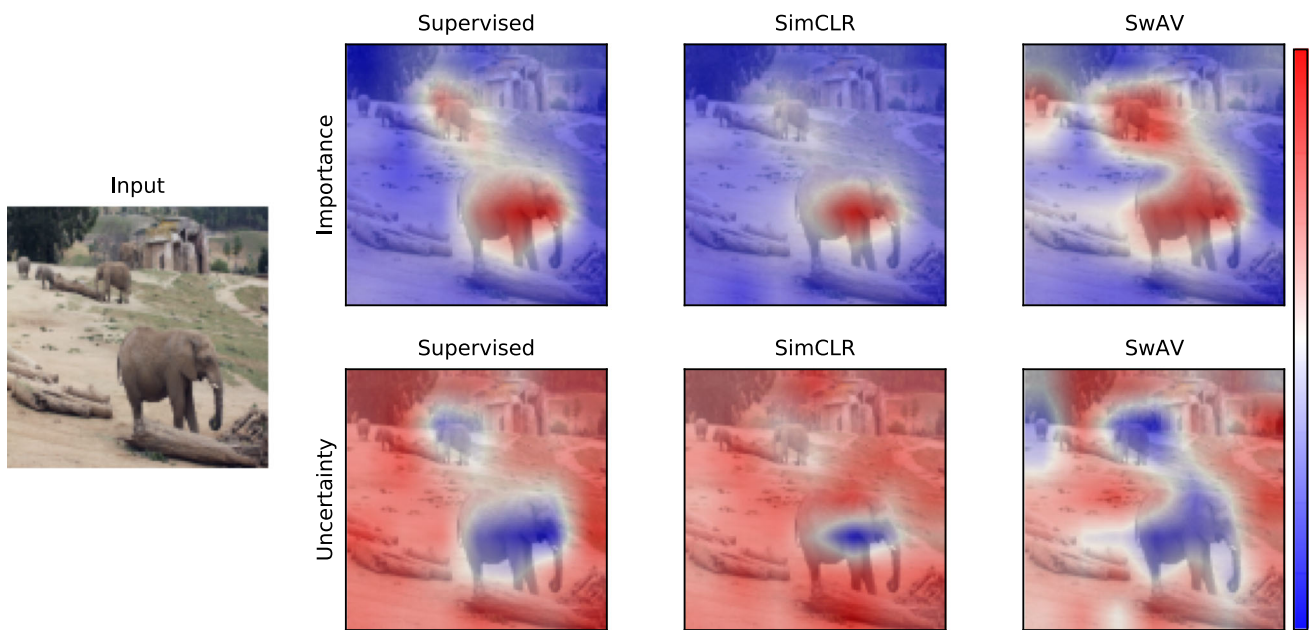 Supervised
SimCLR
SwAV
Importance
Input
Supervised
SimCLR
SwAV
Uncertainty